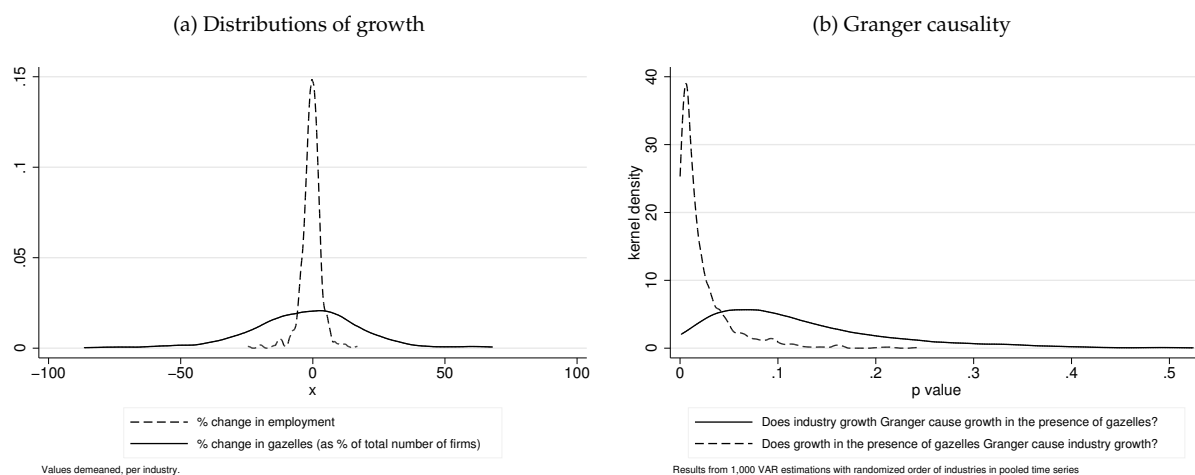 (a) Distributions of growth
.15
.1
.05
0
−100
−50
0
50
100
x
% change in employment
% change in gazelles (as % of total number of firms)
Values demeaned, per industry.
(b) Granger causality
kernel density
40
30
20
10
0
0
.1
.2
.3
.4
.5
p value
Does industry growth Granger cause growth in the presence of gazelles?
Does growth in the presence of gazelles Granger cause industry growth?
Results from 1,000 VAR estimations with randomized order of industries in pooled time series